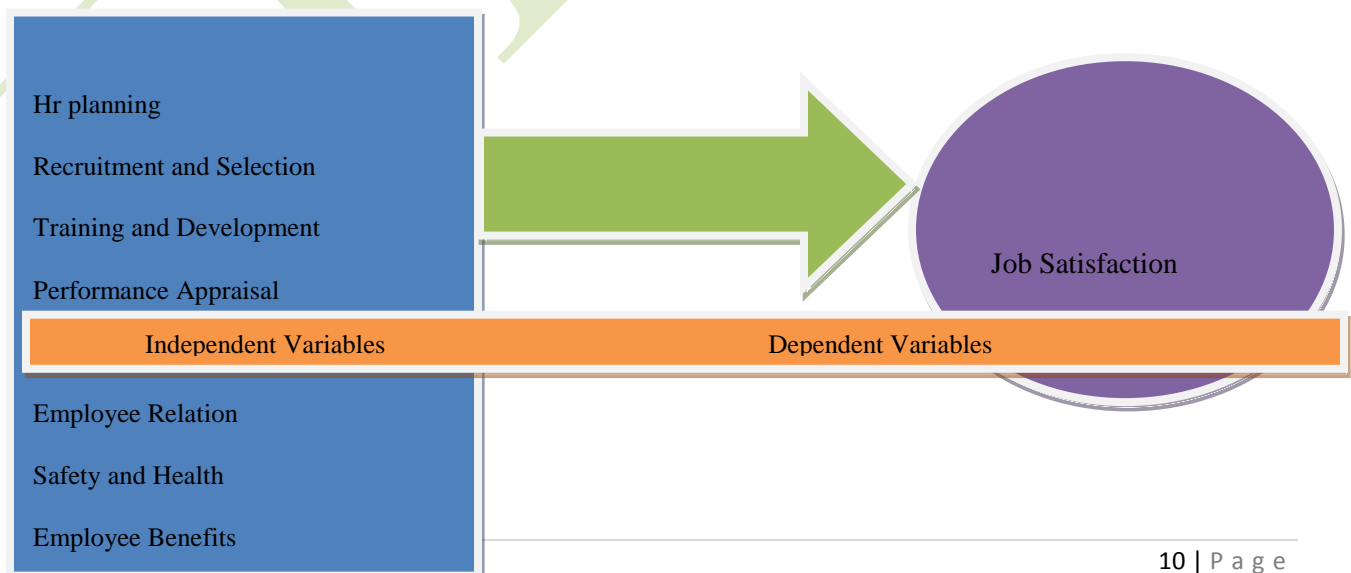 Hr planning
Recruitment and Selection
Training and Development
Performance Appraisal
Job Satisfaction
Independent Variables Dependent Variables
Employee Relation
Safety and Health
Employee Benefits
10 | P a g e